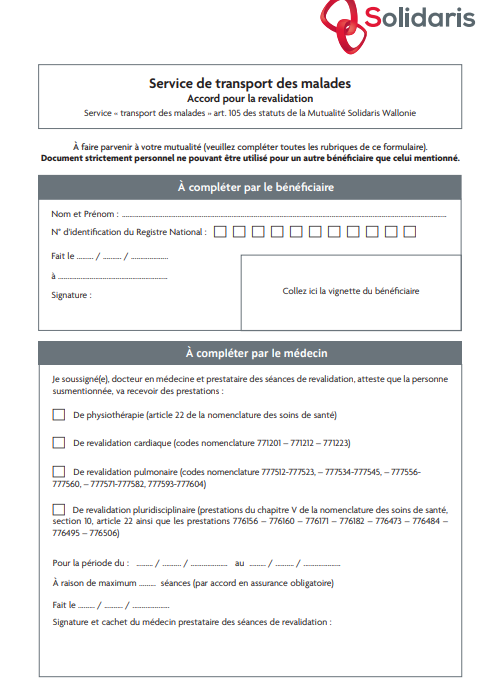 Solidaris
Service de transport des malades
Accord pour la revalidation
Service « transport des malades » art. 105 des statuts de la Mutualité Solidaris Wallonie
À faire parvenir à votre mutualité (veuillez compléter toutes les rubriques de ce formulaire).
Document strictement personnel ne pouvant être utilisé pour un autre bénéficiaire que celui mentionné.
À compléter par le bénéficiaire
Nom et Prénom : ................................................................
N° d'identification du Registre National :
Fait le ........ / ......... / ..................
à ..................................................
Signature :
Collez ici la vignette du bénéficiaire
À compléter par le médecin
Je soussigné(e), docteur en médecine et prestataire des séances de revalidation, atteste que la personne
susmentionnée, va recevoir des prestations :
De physiothérapie (article 22 de la nomenclature des soins de santé)
De revalidation cardiaque (codes nomenclature 771201 – 771212 – 771223)
De revalidation pulmonaire (codes nomenclature 777512-777523, – 777534-777545, – 777556-
777560, – 777571-777582, 777593-777604)
De revalidation pluridisciplinaire (prestations du chapitre V de la nomenclature des soins de santé,
section 10, article 22 ainsi que les prestations 776156 – 776160 – 776171 – 776182 – 776473 – 776484 –
776495 – 776506)
Pour la période du : ........ / ......... / .................. au ........ / ......... / ..................
À raison de maximum ........ séances (par accord en assurance obligatoire)
Fait le ........ / ......... / ..................
Signature et cachet du médecin prestataire des séances de revalidation :